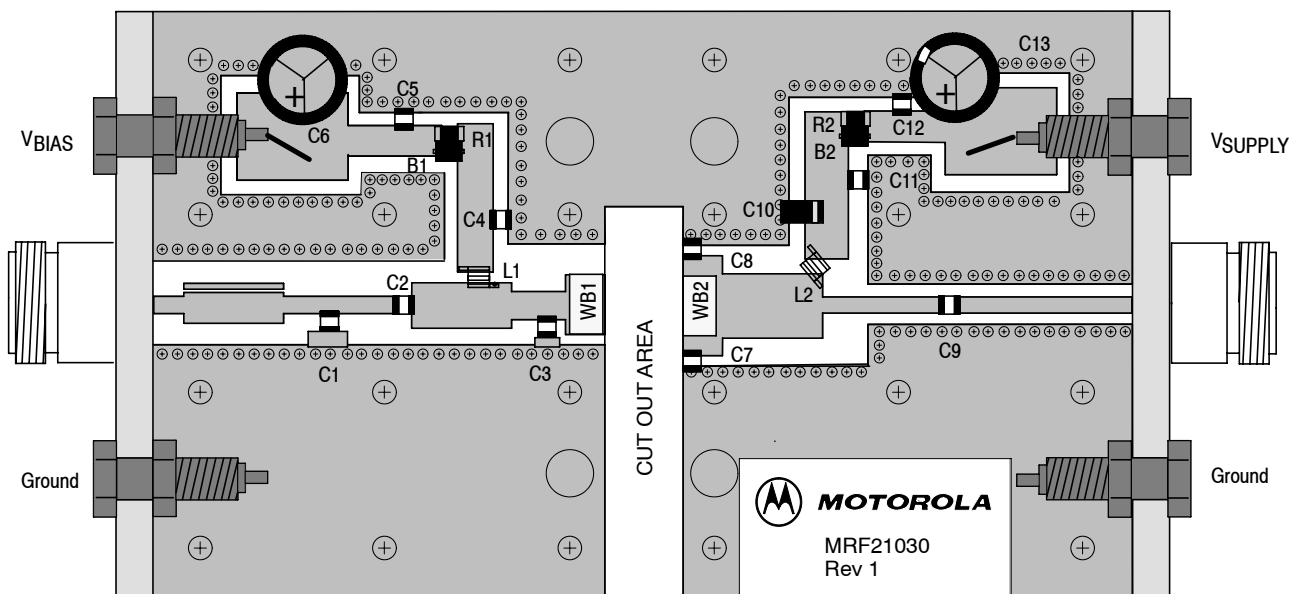 C13
C5
C6
R1
B1
R2
B2
C12
VBIAS
VSUPPLY
C11
C4
C10
C8
L1
L2
C2
WB1
WB2
C1
C3
C7
C9
CUT OUT AREA
Ground
Ground
MOTOROLA
MRF21030
Rev 1